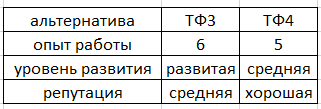 альтернатива ТФ3 ТФ4
опыт работы 6 5
уровень развития развитая средняя
репутация средняя хорошая